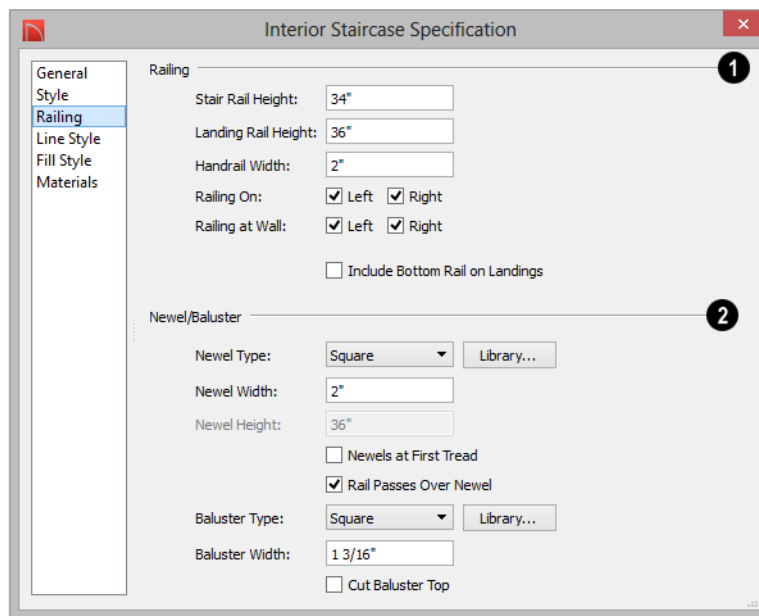 Interior Staircase Specification
General
Style
Railing
Line Style
Fill Style
Materials
Railing 1
Stair Rail Height: 34"
Landing Rail Height: 36"
Handrail Width: 2"
Railing On: Left Right
Railing at Wall: Left Right
Include Bottom Rail on Landings
Newel/Baluster 2
Newel Type: Square Library...
Newel Width: 2"
Newel Height: 36"
Newels at First Tread
Rail Passes Over Newel
Baluster Type: Square Library...
Baluster Width: 1 3/16"
Cut Baluster Top